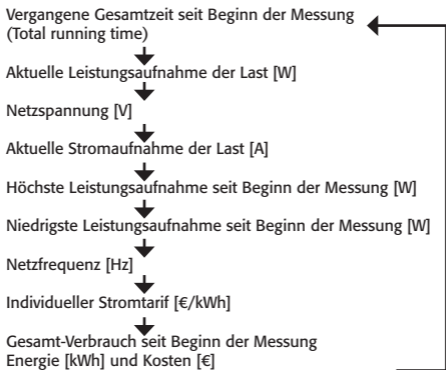 Vergangene Gesamtzeit seit Beginn der Messung
(Total running time)
Aktuelle Leistungsaufnahme der Last [W]
Netzspannung [V]
Aktuelle Stromaufnahme der Last [A]
Höchste Leistungsaufnahme seit Beginn der Messung [W]
Niedrigste Leistungsaufnahme seit Beginn der Messung [W]
Netzfrequenz [Hz]
Individueller Stromtarif [€/kWh]
Gesamt-Verbrauch seit Beginn der Messung
Energie [kWh] und Kosten [€]